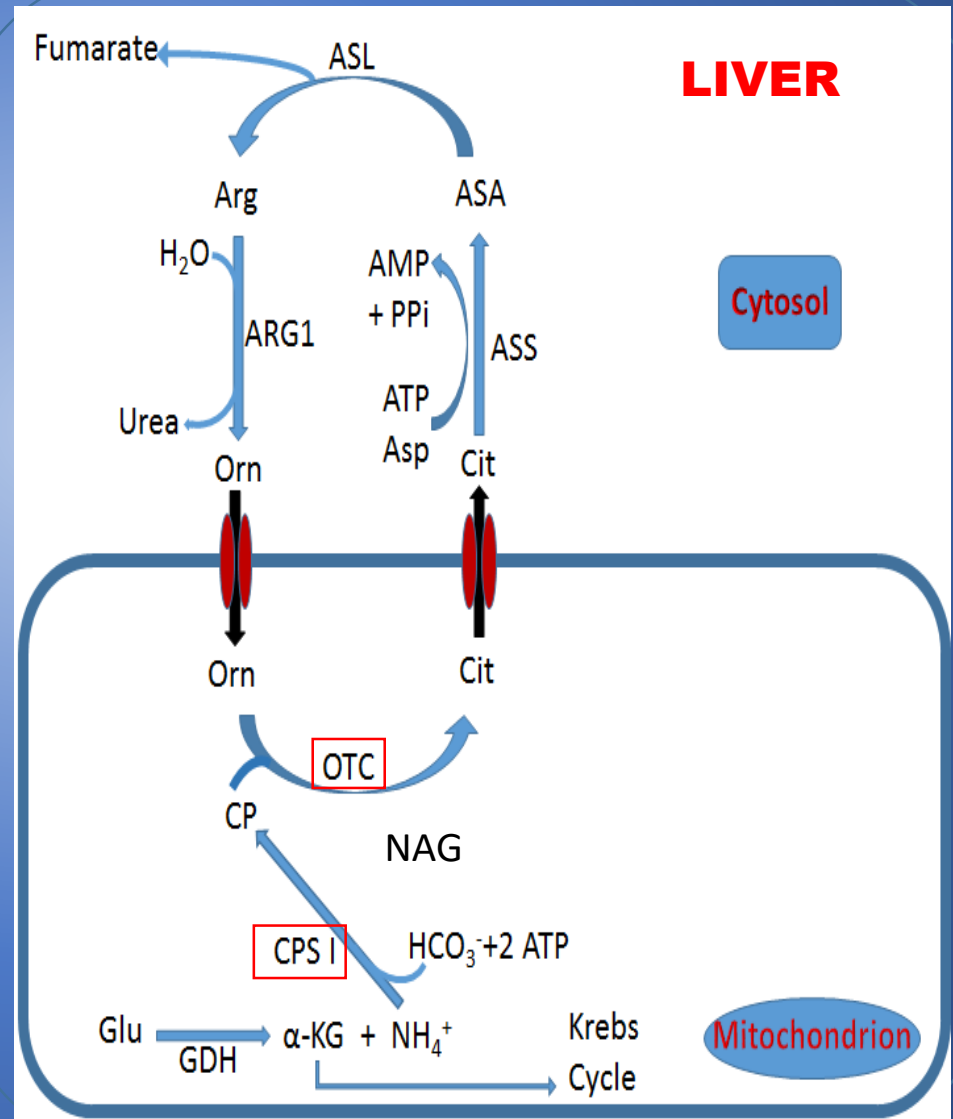 Fumarate
ASL
LIVER
Arg
ASA
H₂O
AMP
+ PPi
Cytosol
ARG1
ASS
ATP
Urea
Asp
Orn
Cit
Orn
Cit
OTC
CP
NAG
CPS I
HCO₃⁻+2 ATP
Glu
GDH
α-KG + NH₄⁺
Krebs
Cycle
Mitochondrion